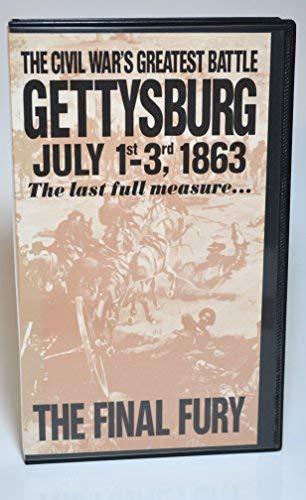 THE CIVIL WAR'S GREATEST BATTLE
GETTYSBURG
JULY 1st-3rd, 1863
The last full measure...
THE FINAL FURY